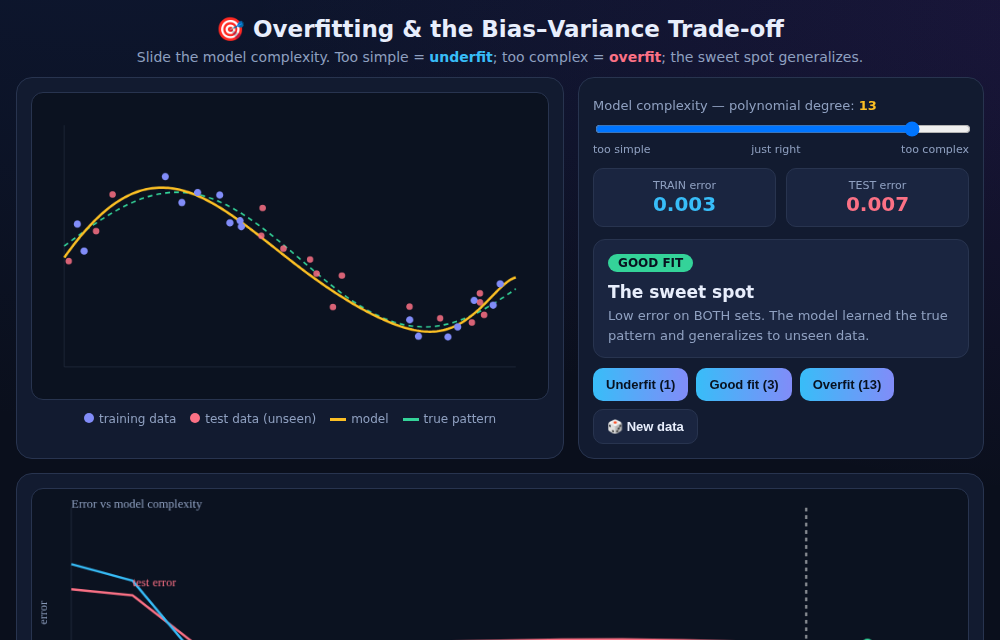 🎯 Overfitting & the Bias–Variance Trade-off
Slide the model complexity. Too simple = underfit; too complex = overfit; the sweet spot generalizes.
training data
test data (unseen)
model
true pattern
Model complexity — polynomial degree: 13
too simple
just right
too complex
TRAIN error
0.003
TEST error
0.007
GOOD FIT
The sweet spot
Low error on BOTH sets. The model learned the true
pattern and generalizes to unseen data.
Underfit (1)
Good fit (3)
Overfit (13)
🎲 New data
Error vs model complexity
test error
error